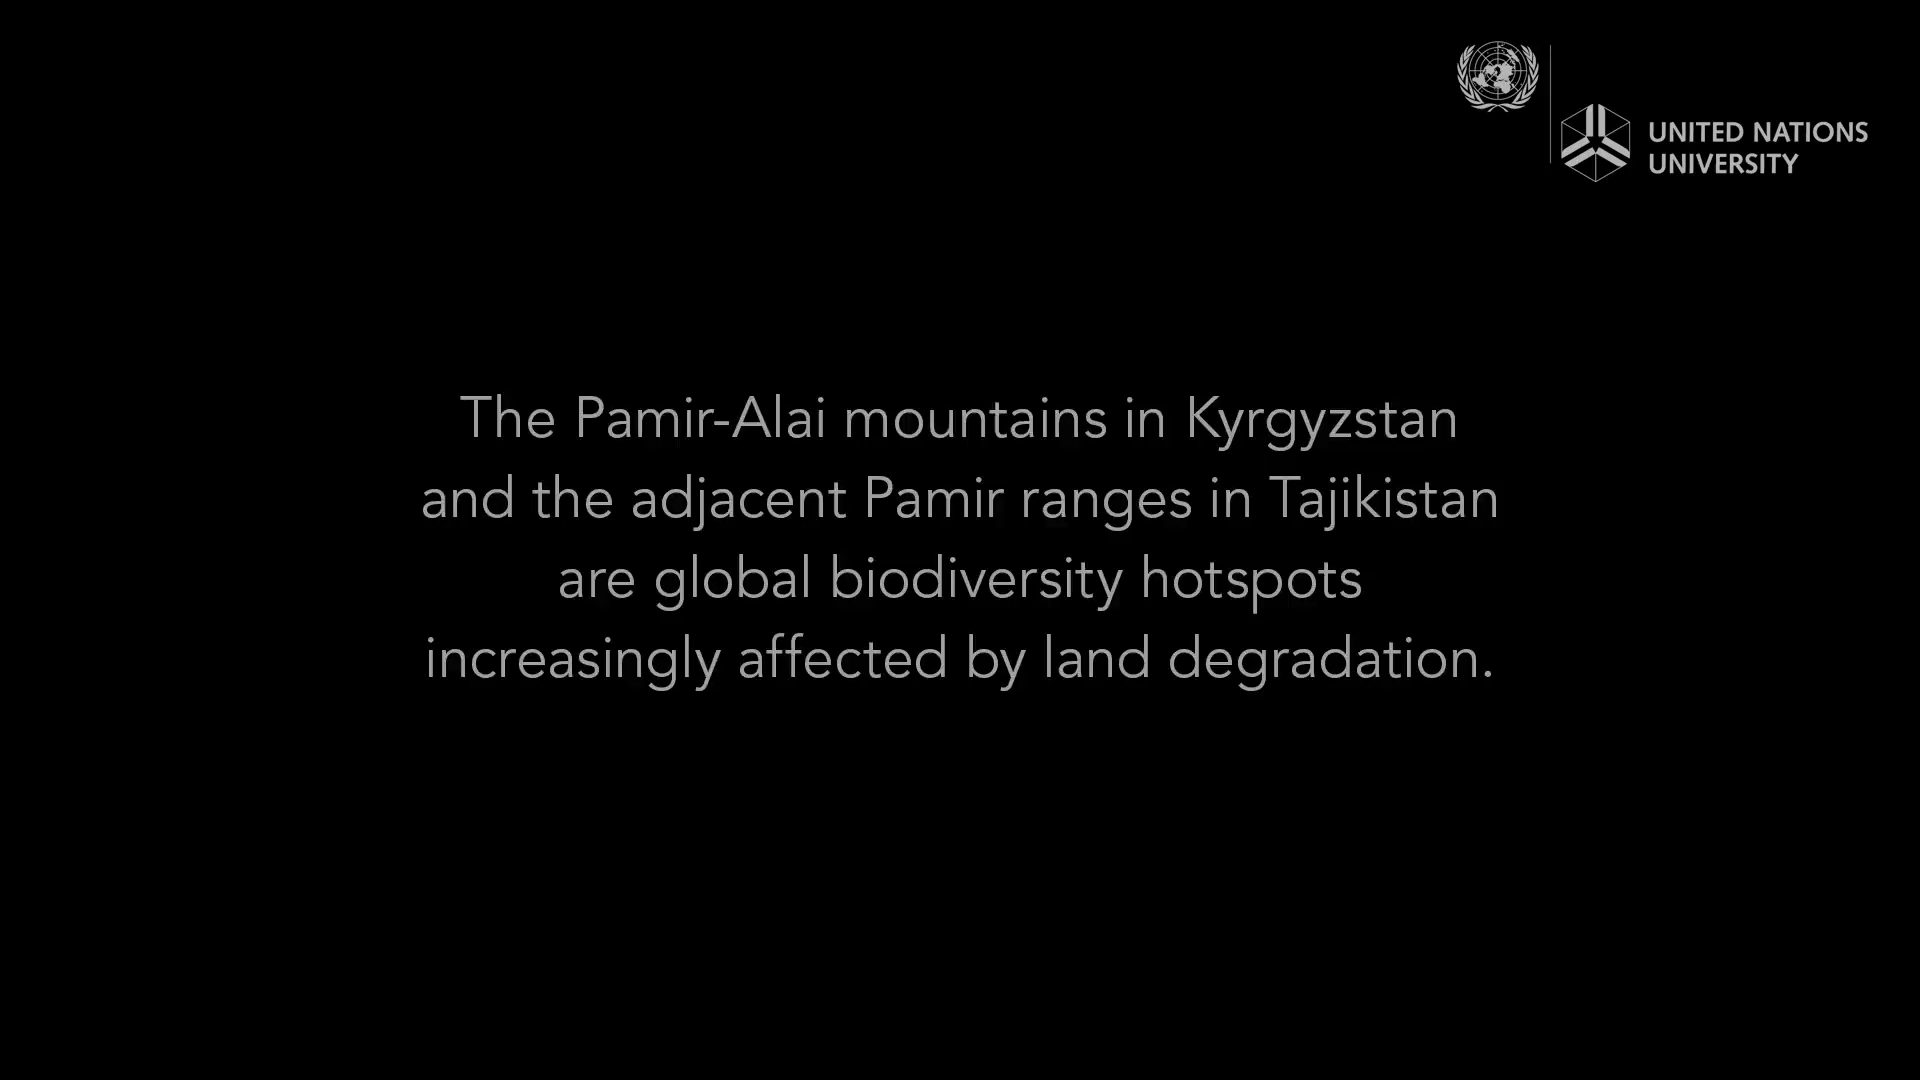 UNITED NATIONS
UNIVERSITY
The Pamir-Alai mountains in Kyrgyzstan
and the adjacent Pamir ranges in Tajikistan
are global biodiversity hotspots
increasingly affected by land degradation.